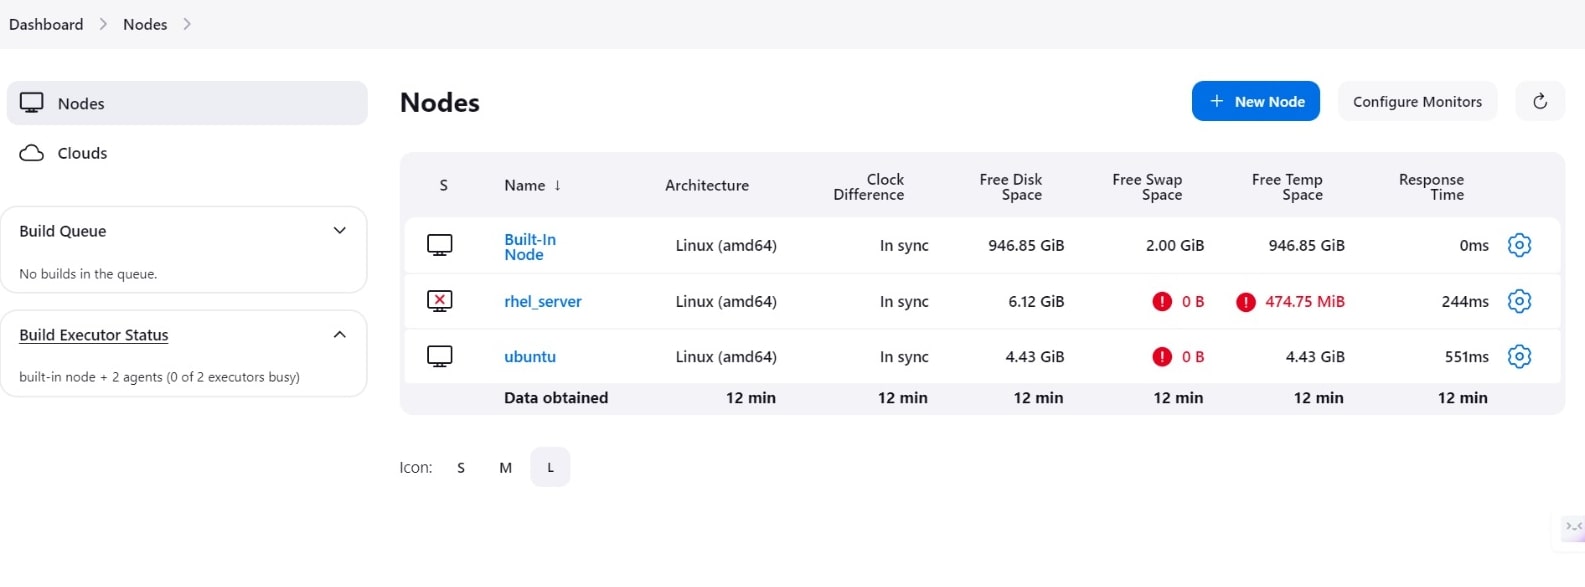 Dashboard > Nodes >
Nodes
Clouds
Build Queue
No builds in the queue.
Build Executor Status
built-in node + 2 agents (0 of 2 executors busy)
Nodes
+ New Node
Configure Monitors
S Name ↓ Architecture Clock Difference Free Disk Space Free Swap Space Free Temp Space Response Time
Built-In Node Linux (amd64) In sync 946.85 GiB 2.00 GiB 946.85 GiB 0ms
rhel_server Linux (amd64) In sync 6.12 GiB ! 0 B ! 474.75 MiB 244ms
ubuntu Linux (amd64) In sync 4.43 GiB ! 0 B 4.43 GiB 551ms
Data obtained 12 min 12 min 12 min 12 min 12 min 12 min
Icon: S M L